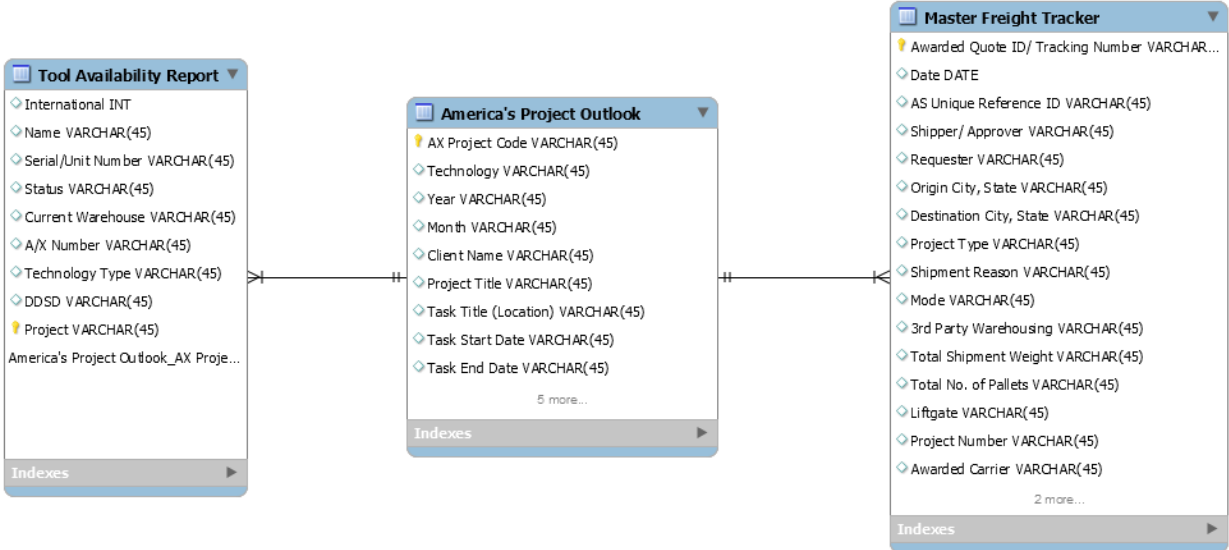 Tool Availability Report
International INT
Name VARCHAR(45)
Serial/Unit Number VARCHAR(45)
Status VARCHAR(45)
Current Warehouse VARCHAR(45)
A/X Number VARCHAR(45)
Technology Type VARCHAR(45)
DDSD VARCHAR(45)
Project VARCHAR(45)
America's Project Outlook_AX Proje...
Indexes
America's Project Outlook
AX Project Code VARCHAR(45)
Technology VARCHAR(45)
Year VARCHAR(45)
Month VARCHAR(45)
Client Name VARCHAR(45)
Project Title VARCHAR(45)
Task Title (Location) VARCHAR(45)
Task Start Date VARCHAR(45)
Task End Date VARCHAR(45)
5 more...
Indexes
Master Freight Tracker
Awarded Quote ID/ Tracking Number VARCHAR...
Date DATE
AS Unique Reference ID VARCHAR(45)
Shipper/ Approver VARCHAR(45)
Requester VARCHAR(45)
Origin City, State VARCHAR(45)
Destination City, State VARCHAR(45)
Project Type VARCHAR(45)
Shipment Reason VARCHAR(45)
Mode VARCHAR(45)
3rd Party Warehousing VARCHAR(45)
Total Shipment Weight VARCHAR(45)
Total No. of Pallets VARCHAR(45)
Liftgate VARCHAR(45)
Project Number VARCHAR(45)
Awarded Carrier VARCHAR(45)
2 more...
Indexes